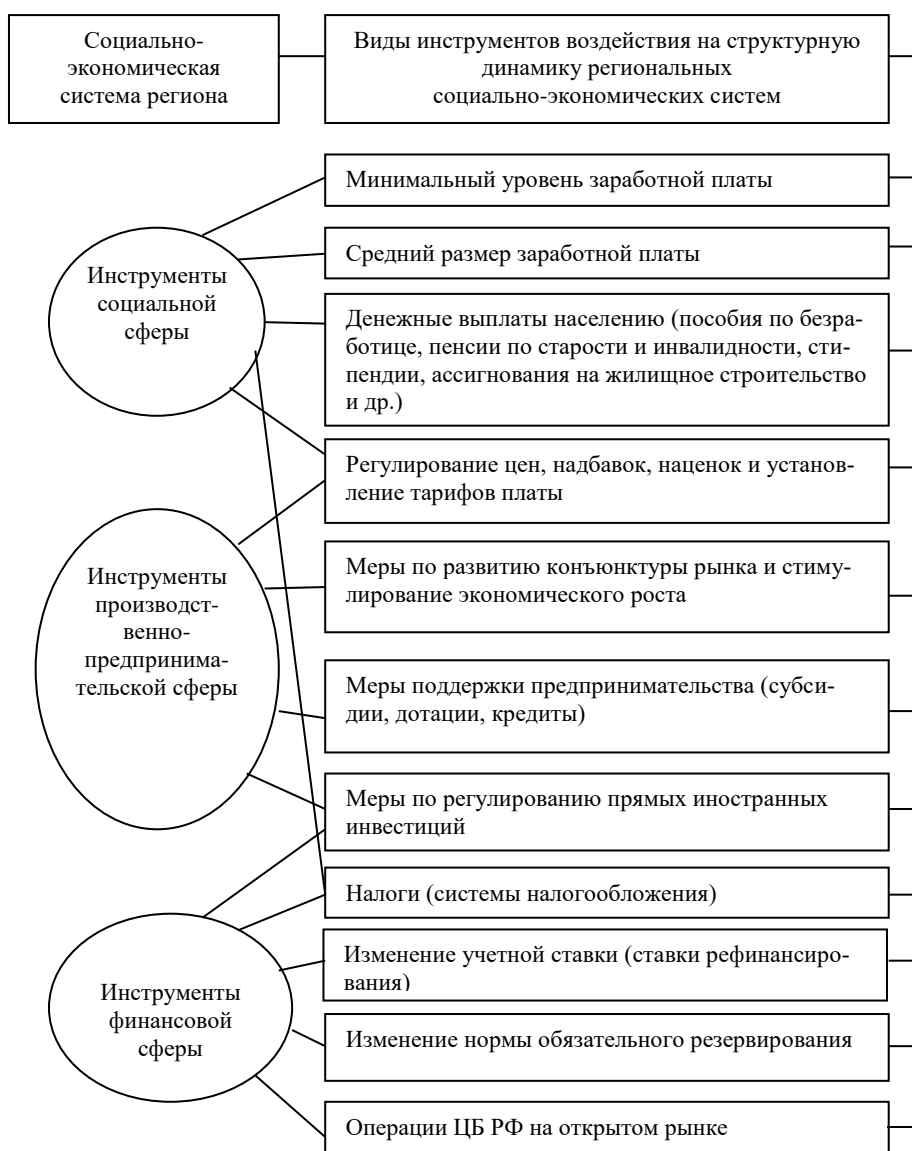 Социально-
экономическая
система региона
Виды инструментов воздействия на структурную
динамику региональных
социально-экономических систем
Инструменты
социальной
сферы
Минимальный уровень заработной платы
Средний размер заработной платы
Денежные выплаты населению (пособия по безра-
ботице, пенсии по старости и инвалидности, сти-
пендии, ассигнования на жилищное строительство
и др.)
Регулирование цен, надбавок, наценок и установ-
ление тарифов платы
Инструменты
производст-
венно-
предпринима-
тельской сферы
Меры по развитию конъюнктуры рынка и стиму-
лирование экономического роста
Меры поддержки предпринимательства (субси-
дии, дотации, кредиты)
Меры по регулированию прямых иностранных
инвестиций
Инструменты
финансовой
сферы
Налоги (системы налогообложения)
Изменение учетной ставки (ставки рефинансиро-
вания)
Изменение нормы обязательного резервирования
Операции ЦБ РФ на открытом рынке